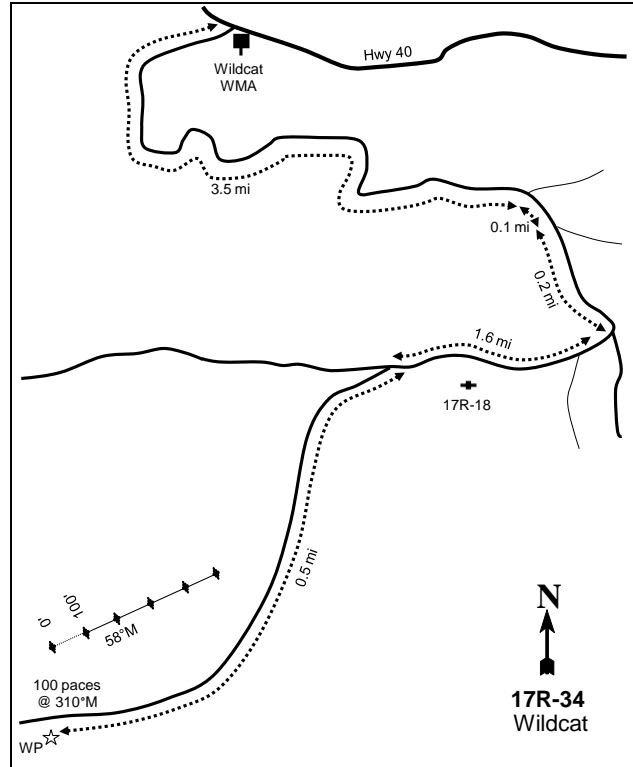 Hwy 40
Wildcat
WMA
3.5 mi
0.1 mi
0.2 mi
1.6 mi
17R-18
0.5 mi
0'
100'
58°M
100 paces
@ 310°M
WP
N
17R-34
Wildcat